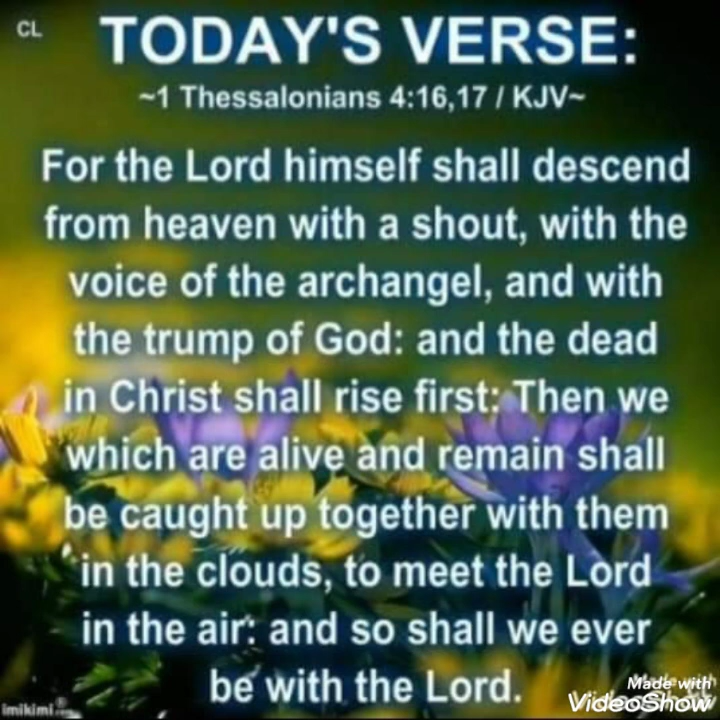 CL
TODAY'S VERSE:
~1 Thessalonians 4:16,17 / KJV~
For the Lord himself shall descend
from heaven with a shout, with the
voice of the archangel, and with
the trump of God: and the dead
in Christ shall rise first: Then we
which are alive and remain shall
be caught up together with them
in the clouds, to meet the Lord
in the air: and so shall we ever
be with the Lord.
imikimi
Made with
VideoShow